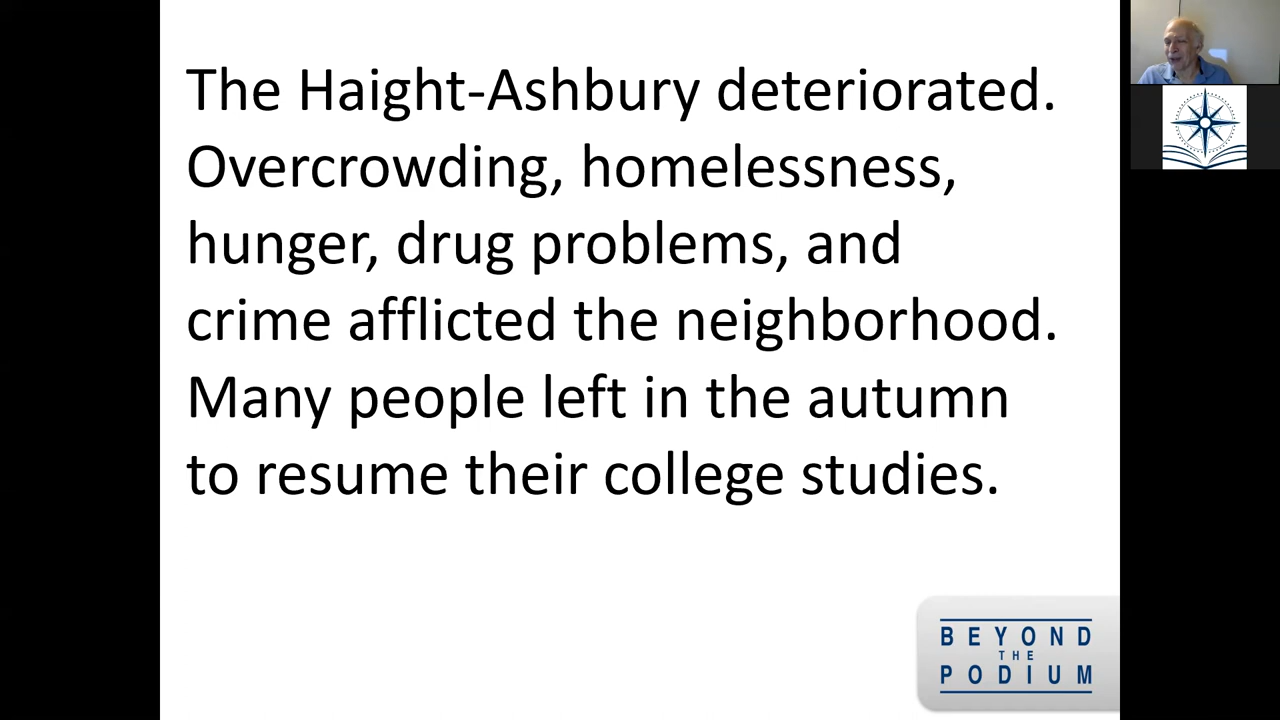 The Haight-Ashbury deteriorated.
Overcrowding, homelessness,
hunger, drug problems, and
crime afflicted the neighborhood.
Many people left in the autumn
to resume their college studies.
BEYOND
THE
PODIUM